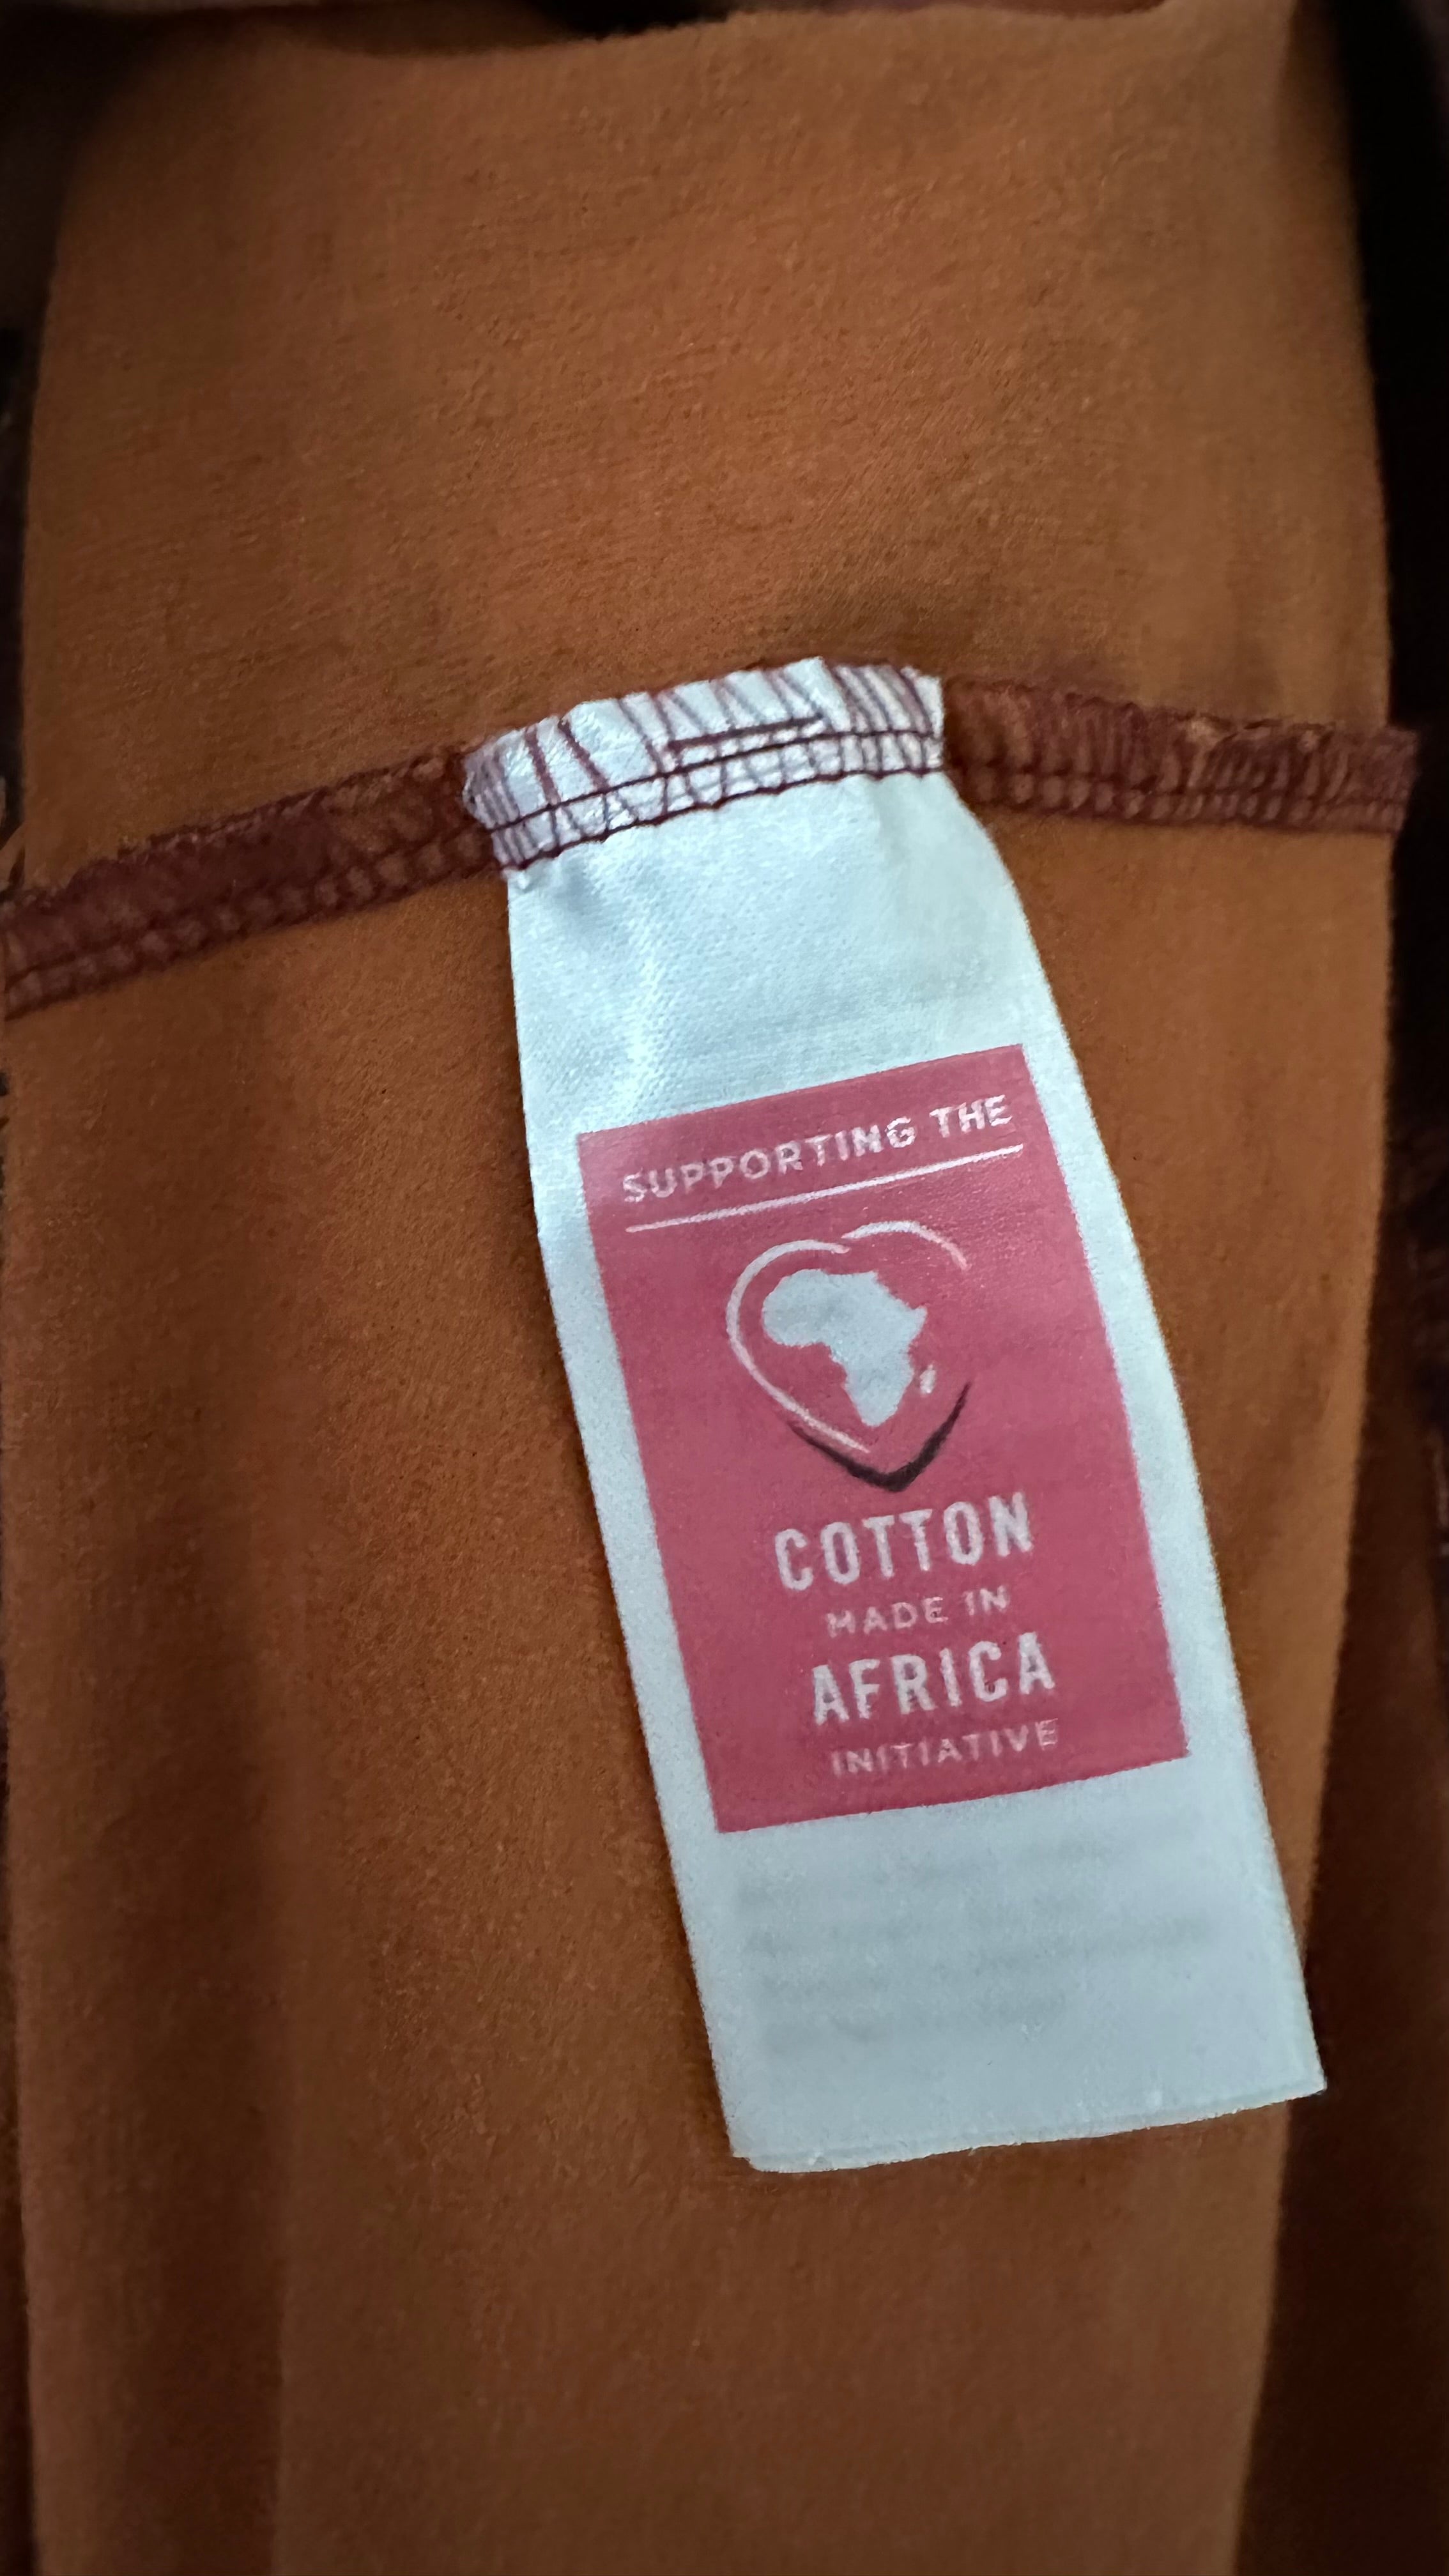 SUPPORTING THE
COTTON
MADE IN
AFRICA
INITIATIVE